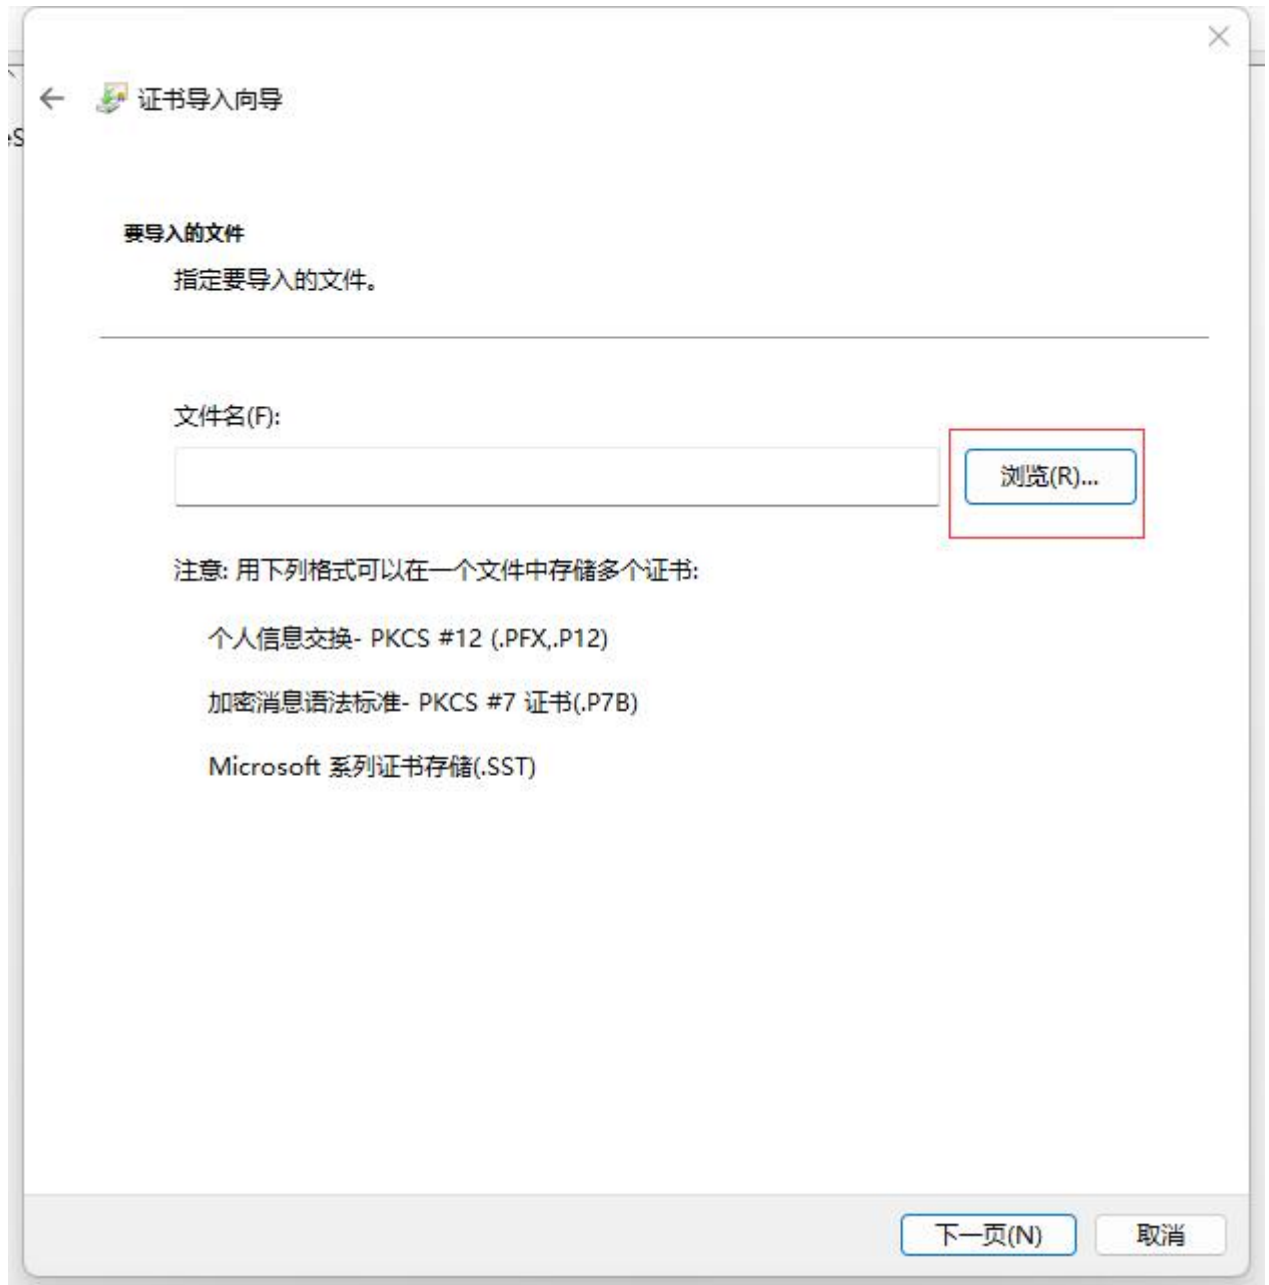 证书导入向导
eS
要导入的文件
指定要导入的文件。
文件名(F):
浏览(R)...
注意: 用下列格式可以在一个文件中存储多个证书:
个人信息交换- PKCS #12 (.PFX,.P12)
加密消息语法标准- PKCS #7 证书(.P7B)
Microsoft 系列证书存储(.SST)
下一页(N)
取消